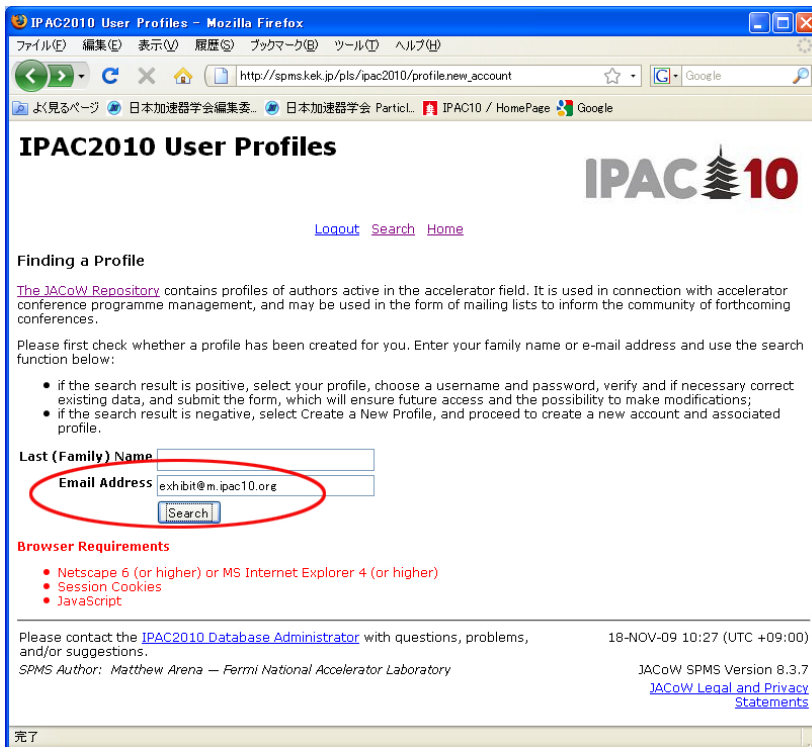 IPAC2010 User Profiles - Mozilla Firefox
ファイル(F) 編集(E) 表示(V) 履歴(S) ブックマーク(B) ツール(T) ヘルプ(H)
http://spms.kek.jp/pls/ipac2010/profile.new_account
G Google
よく見るページ 日本加速器学会編集委... 日本加速器学会 Particl... IPAC10 / HomePage Google
IPAC2010 User Profiles
IPAC 10
Logout Search Home
Finding a Profile
The JACoW Repository contains profiles of authors active in the accelerator field. It is used in connection with accelerator
conference programme management, and may be used in the form of mailing lists to inform the community of forthcoming
conferences.
Please first check whether a profile has been created for you. Enter your family name or e-mail address and use the search
function below:
• if the search result is positive, select your profile, choose a username and password, verify and if necessary correct
existing data, and submit the form, which will ensure future access and the possibility to make modifications;
• if the search result is negative, select Create a New Profile, and proceed to create a new account and associated
profile.
Last (Family) Name
Email Address exhibit@m.ipac10.org
Search
Browser Requirements
• Netscape 6 (or higher) or MS Internet Explorer 4 (or higher)
• Session Cookies
• JavaScript
Please contact the IPAC2010 Database Administrator with questions, problems,
and/or suggestions.
18-NOV-09 10:27 (UTC +09:00)
SPMS Author: Matthew Arena — Fermi National Accelerator Laboratory
JACoW SPMS Version 8.3.7
JACoW Legal and Privacy
Statements
完了